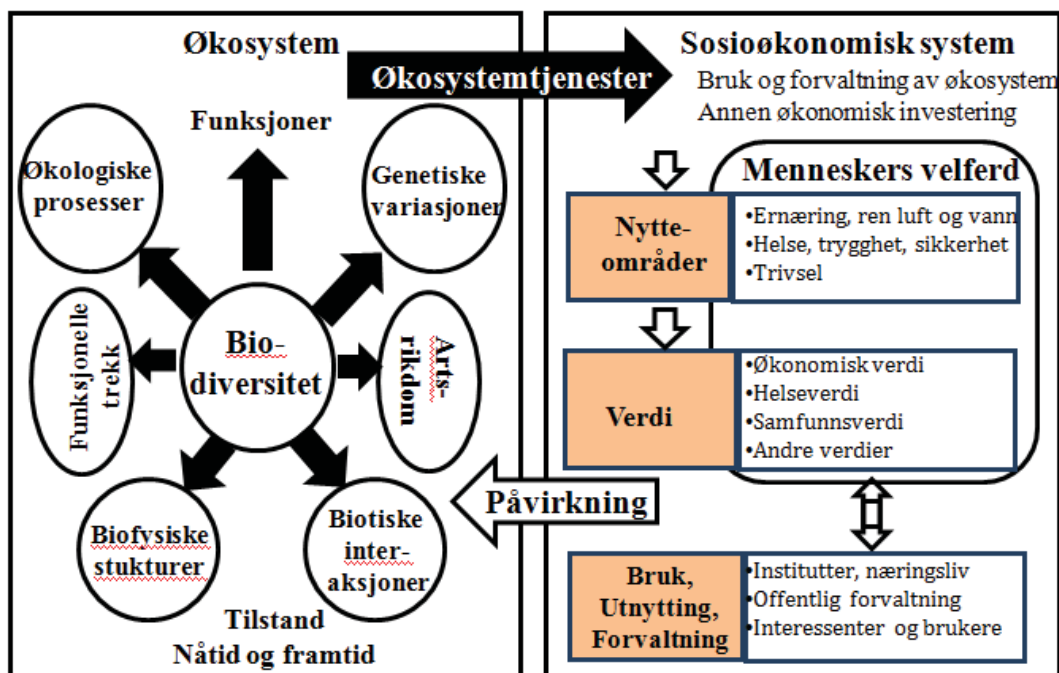 Økosystem
Funksjoner
Økologiske
prosesser
Genetiske
variasjoner
Funksjonelle
trekk
Bio-
diversitet
Arts-
rikdom
Biofysiske
stukturer
Biotiske
inter-
aksjoner
Tilstand
Nåtid og framtid
Økosystemtjenester
Påvirkning
Sosioøkonomisk system
Bruk og forvaltning av økosystem
Annen økonomisk investering
Menneskers velferd
Nytte-
områder
•Ernæring, ren luft og vann
•Helse, trygghet, sikkerhet
•Trivsel
Verdi
•Økonomisk verdi
•Helseverdi
•Samfunnsverdi
•Andre verdier
Bruk,
Utnytting,
Forvaltning
•Institutter, næringsliv
•Offentlig forvaltning
•Interessenter og brukere